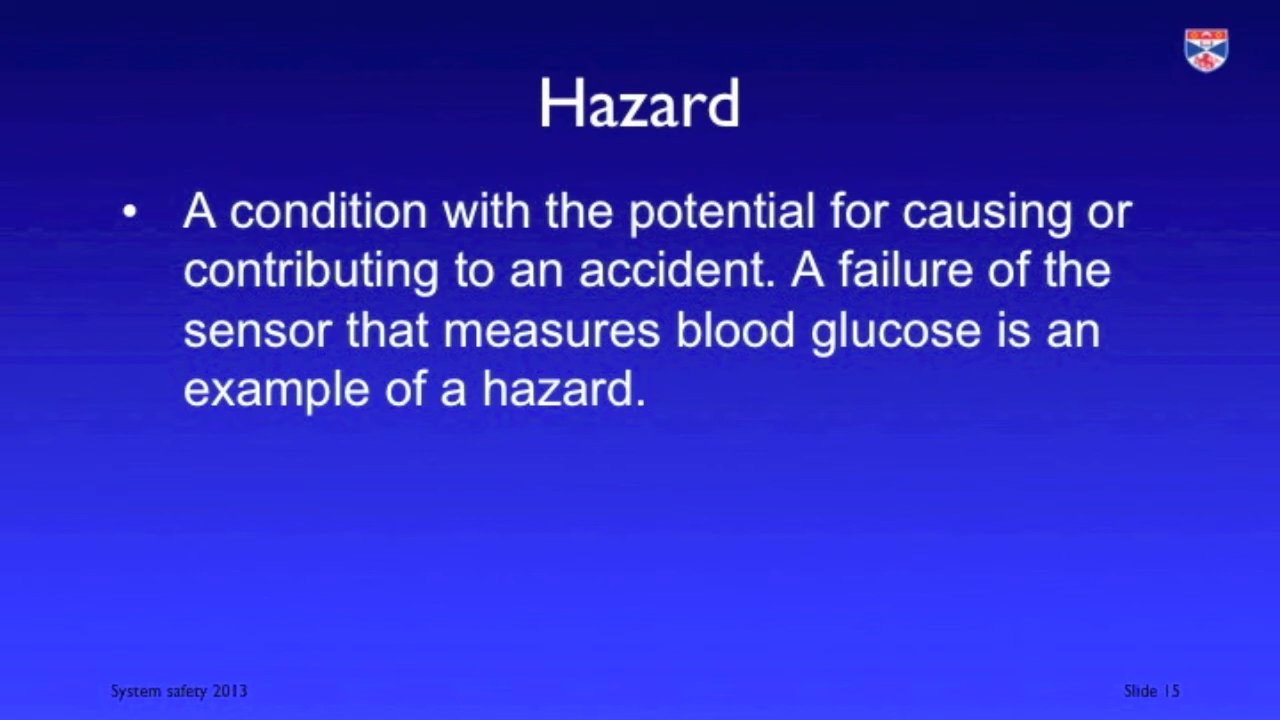 Hazard
• A condition with the potential for causing or
contributing to an accident. A failure of the
sensor that measures blood glucose is an
example of a hazard.
System safety 2013
Slide 15